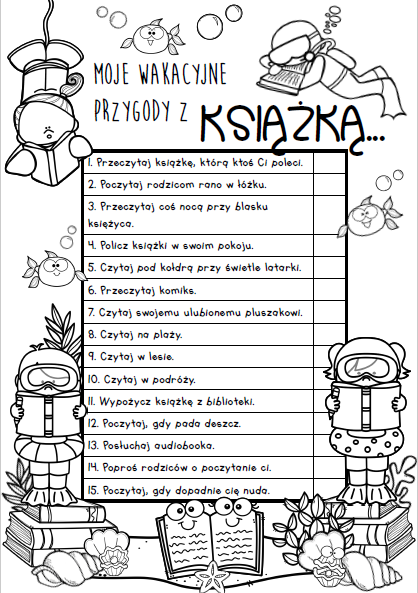 MOJE WAKACYJNE
PRZYGODY Z
KSIĄŻKĄ...
1. Przeczytaj książkę, którą ktoś Ci poleci.
2. Poczytaj rodzicom rano w łóżku.
3. Przeczytaj coś nocą przy blasku
księżyca.
4. Policz książki w swoim pokoju.
5. Czytaj pod kołdrą przy świetle latarki.
6. Przeczytaj komiks.
7. Czytaj swojemu ulubionemu pluszakowi.
8. Czytaj na plaży.
9. Czytaj w lesie.
10. Czytaj w podróży.
11. Wypożycz książkę z biblioteki.
12. Poczytaj, gdy pada deszcz.
13. Posłuchaj audiobooka.
14. Poproś rodziców o poczytanie ci.
15. Poczytaj, gdy dopadnie cię nuda.